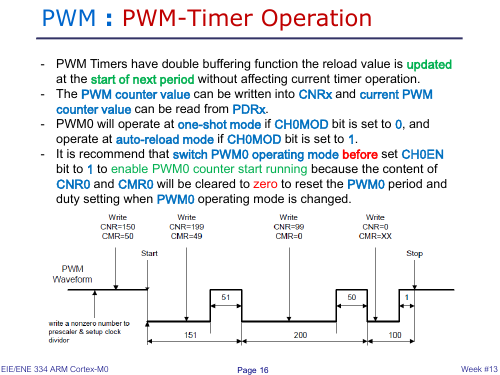 PWM : PWM-Timer Operation
- PWM Timers have double buffering function the reload value is updated
at the start of next period without affecting current timer operation.
- The PWM counter value can be written into CNRx and current PWM
counter value can be read from PDRx.
- PWM0 will operate at one-shot mode if CH0MOD bit is set to 0, and
operate at auto-reload mode if CH0MOD bit is set to 1.
- It is recommend that switch PWM0 operating mode before set CH0EN
bit to 1 to enable PWM0 counter start running because the content of
CNR0 and CMR0 will be cleared to zero to reset the PWM0 period and
duty setting when PWM0 operating mode is changed.
Write
CNR=150
CMR=50
Write
CNR=199
CMR=49
Write
CNR=99
CMR=0
Write
CNR=0
CMR=XX
Start
Stop
PWM
Waveform
51
50
1
write a nonzero number to
prescaler & setup clock
dividor
151
200
100
EIE/ENE 334 ARM Cortex-M0
Page 16
Week #13